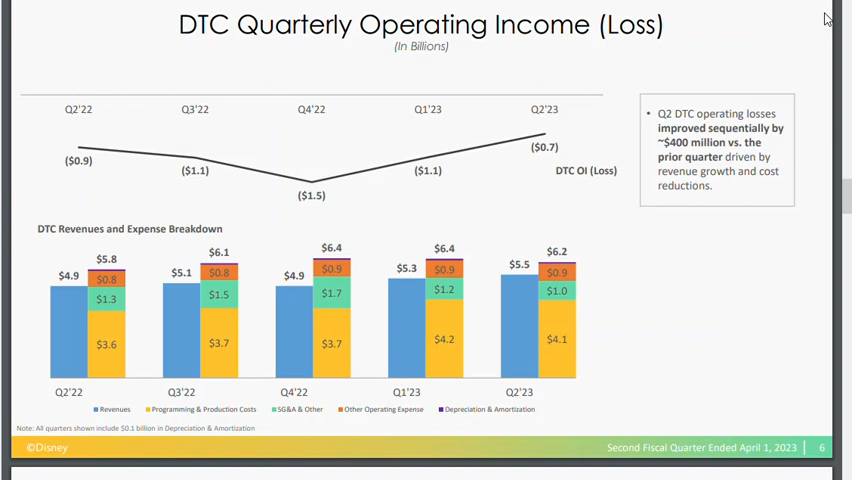 DTC Quarterly Operating Income (Loss)
(In Billions)
Q2'22 Q3'22 Q4'22 Q1'23 Q2'23
($0.9) ($1.1) ($1.5) ($1.1) ($0.7)
DTC OI (Loss)
• Q2 DTC operating losses
improved sequentially by
~$400 million vs. the
prior quarter driven by
revenue growth and cost
reductions.
DTC Revenues and Expense Breakdown
$4.9 $5.8 $5.1 $6.1 $4.9 $6.4 $5.3 $6.4 $5.5 $6.2
$0.8 $0.8 $0.9 $0.9 $0.9
$1.3 $1.5 $1.7 $1.2 $1.0
$3.6 $3.7 $3.7 $4.2 $4.1
Q2'22 Q3'22 Q4'22 Q1'23 Q2'23
Revenues Programming & Production Costs SG&A & Other Other Operating Expense Depreciation & Amortization
Note: All quarters shown include $0.1 billion in Depreciation & Amortization
©Disney Second Fiscal Quarter Ended April 1, 2023 | 6